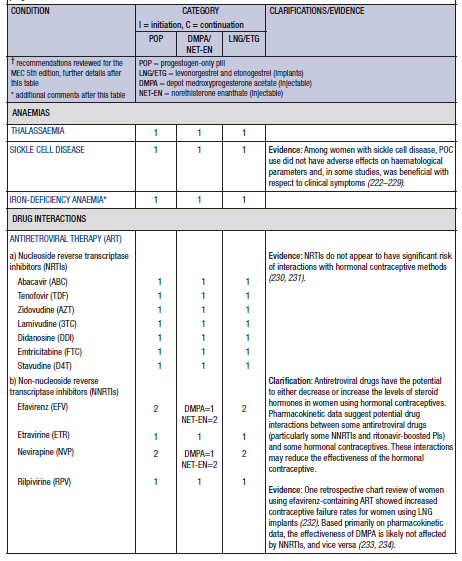 CONDITION
CATEGORY
I = initiation, C = continuation
CLARIFICATIONS/EVIDENCE
POP
DMPA/
NET-EN
LNG/ETG
† recommendations reviewed for the
MEC 5th edition, further details after
this table
* additional comments after this table
POP = progestogen-only pill
LNG/ETG = levonorgestrel and etonogestrel (implants)
DMPA = depot medroxyprogesterone acetate (injectable)
NET-EN = norethisterone enanthate (injectable)
ANAEMIAS
THALASSAEMIA 1 1 1
SICKLE CELL DISEASE 1 1 1
Evidence: Among women with sickle cell disease, POC
use did not have adverse effects on haematological
parameters and, in some studies, was beneficial with
respect to clinical symptoms (222–229).
IRON-DEFICIENCY ANAEMIA* 1 1 1
DRUG INTERACTIONS
ANTIRETROVIRAL THERAPY (ART)
a) Nucleoside reverse transcriptase
inhibitors (NRTIs)
Evidence: NRTIs do not appear to have significant risk
of interactions with hormonal contraceptive methods
(230, 231).
Abacavir (ABC) 1 1 1
Tenofovir (TDF) 1 1 1
Zidovudine (AZT) 1 1 1
Lamivudine (3TC) 1 1 1
Didanosine (DDI) 1 1 1
Emtricitabine (FTC) 1 1 1
Stavudine (D4T) 1 1 1
b) Non-nucleoside reverse
transcriptase inhibitors (NNRTIs)
Efavirenz (EFV) 2 DMPA=1 2
NET-EN=2
Etravirine (ETR) 1 1 1
Nevirapine (NVP) 2 DMPA=1 2
NET-EN=2
Rilpivirine (RPV) 1 1 1
Clarification: Antiretroviral drugs have the potential
to either decrease or increase the levels of steroid
hormones in women using hormonal contraceptives.
Pharmacokinetic data suggest potential drug
interactions between some antiretroviral drugs
(particularly some NNRTIs and ritonavir-boosted PIs)
and some hormonal contraceptives. These interactions
may reduce the effectiveness of the hormonal
contraceptive.
Evidence: One retrospective chart review of women
using efavirenz-containing ART showed increased
contraceptive failure rates for women using LNG
implants (232). Based primarily on pharmacokinetic
data, the effectiveness of DMPA is likely not affected
by NNRTIs, and vice versa (233, 234).